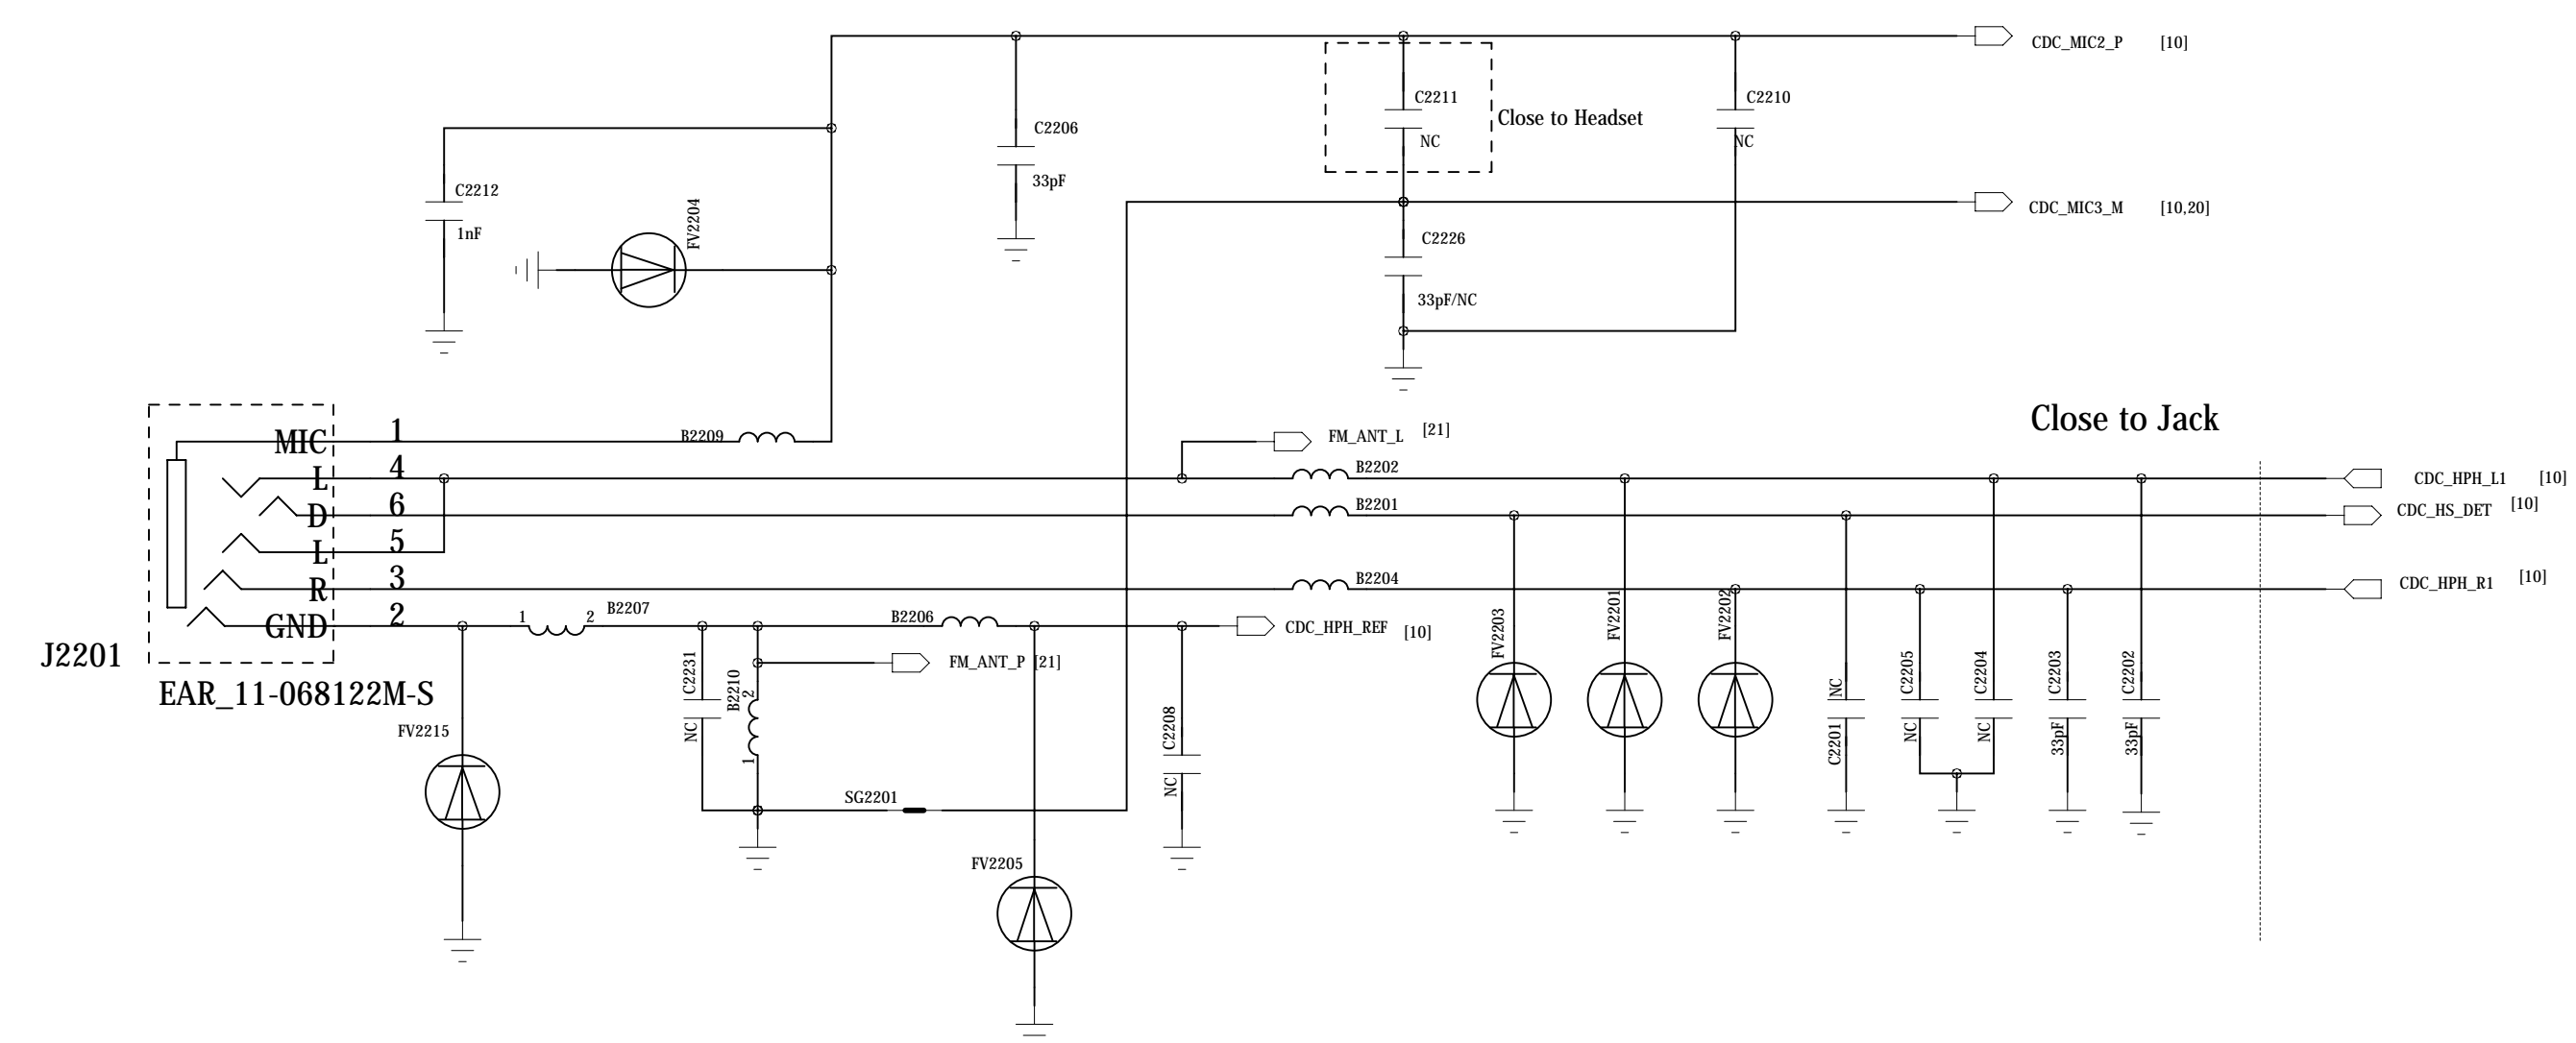 CDC_MIC2_P [10]
C2211
C2210
Close to Headset
C2206
NC
NC
33pF
C2212
1nF
FV2204
CDC_MIC3_M [10,20]
C2226
33pF/NC
Close to Jack
MIC 1
B2209
FM_ANT_L [21]
L 4
B2202
CDC_HPH_L1 [10]
D 6
B2201
CDC_HS_DET [10]
L 5
R 3
B2204
CDC_HPH_R1 [10]
GND 2
1 2 B2207
B2206
CDC_HPH_REF [10]
J2201
EAR_11-068122M-S
FM_ANT_P [21]
C2231
NC
B2210
2
1
FV2203
FV2201
FV2202
NC
C2201
C2205
NC
C2204
NC
C2203
33pF
C2202
33pF
FV2215
C2208
NC
SG2201
FV2205